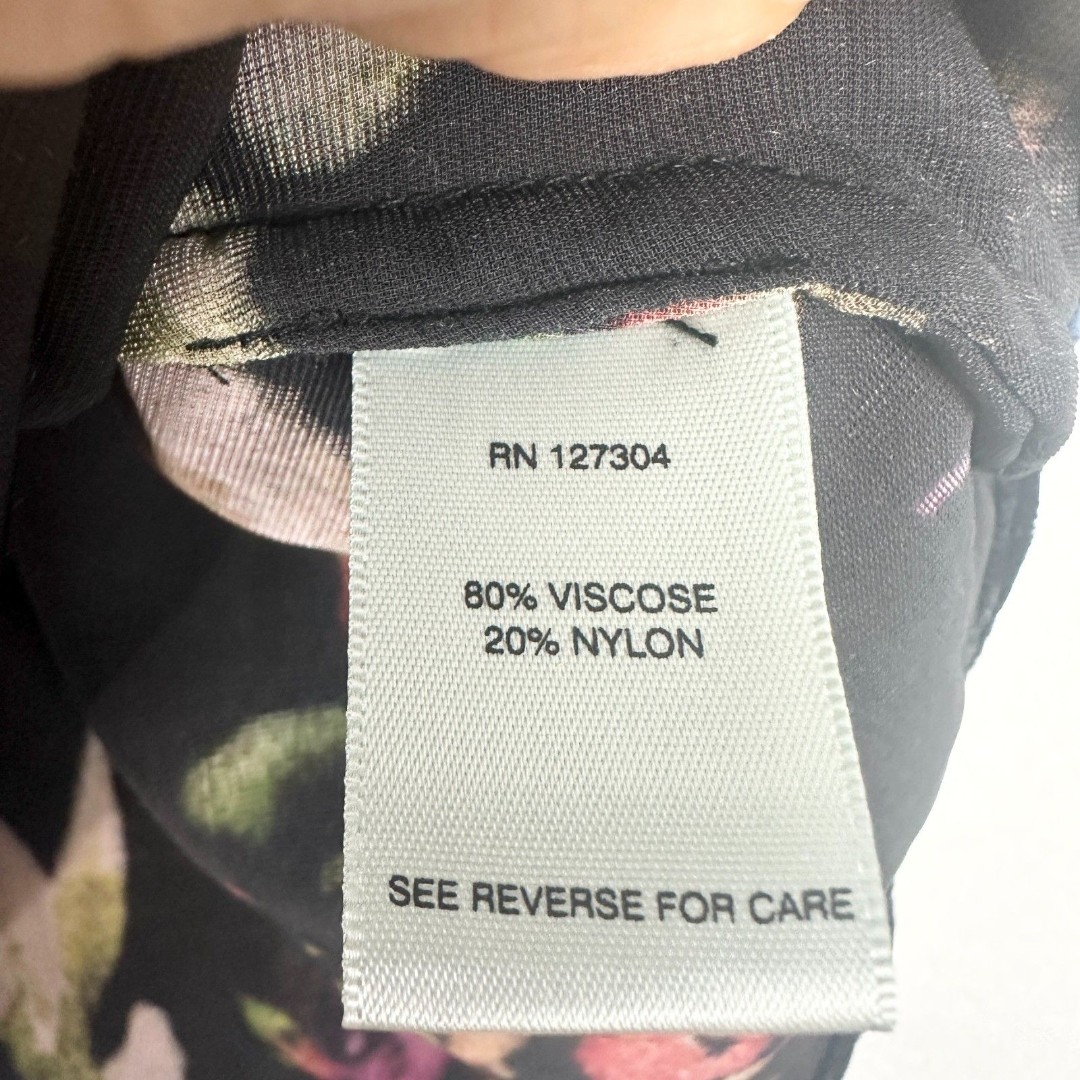 RN 127304
80% VISCOSE
20% NYLON
SEE REVERSE FOR CARE